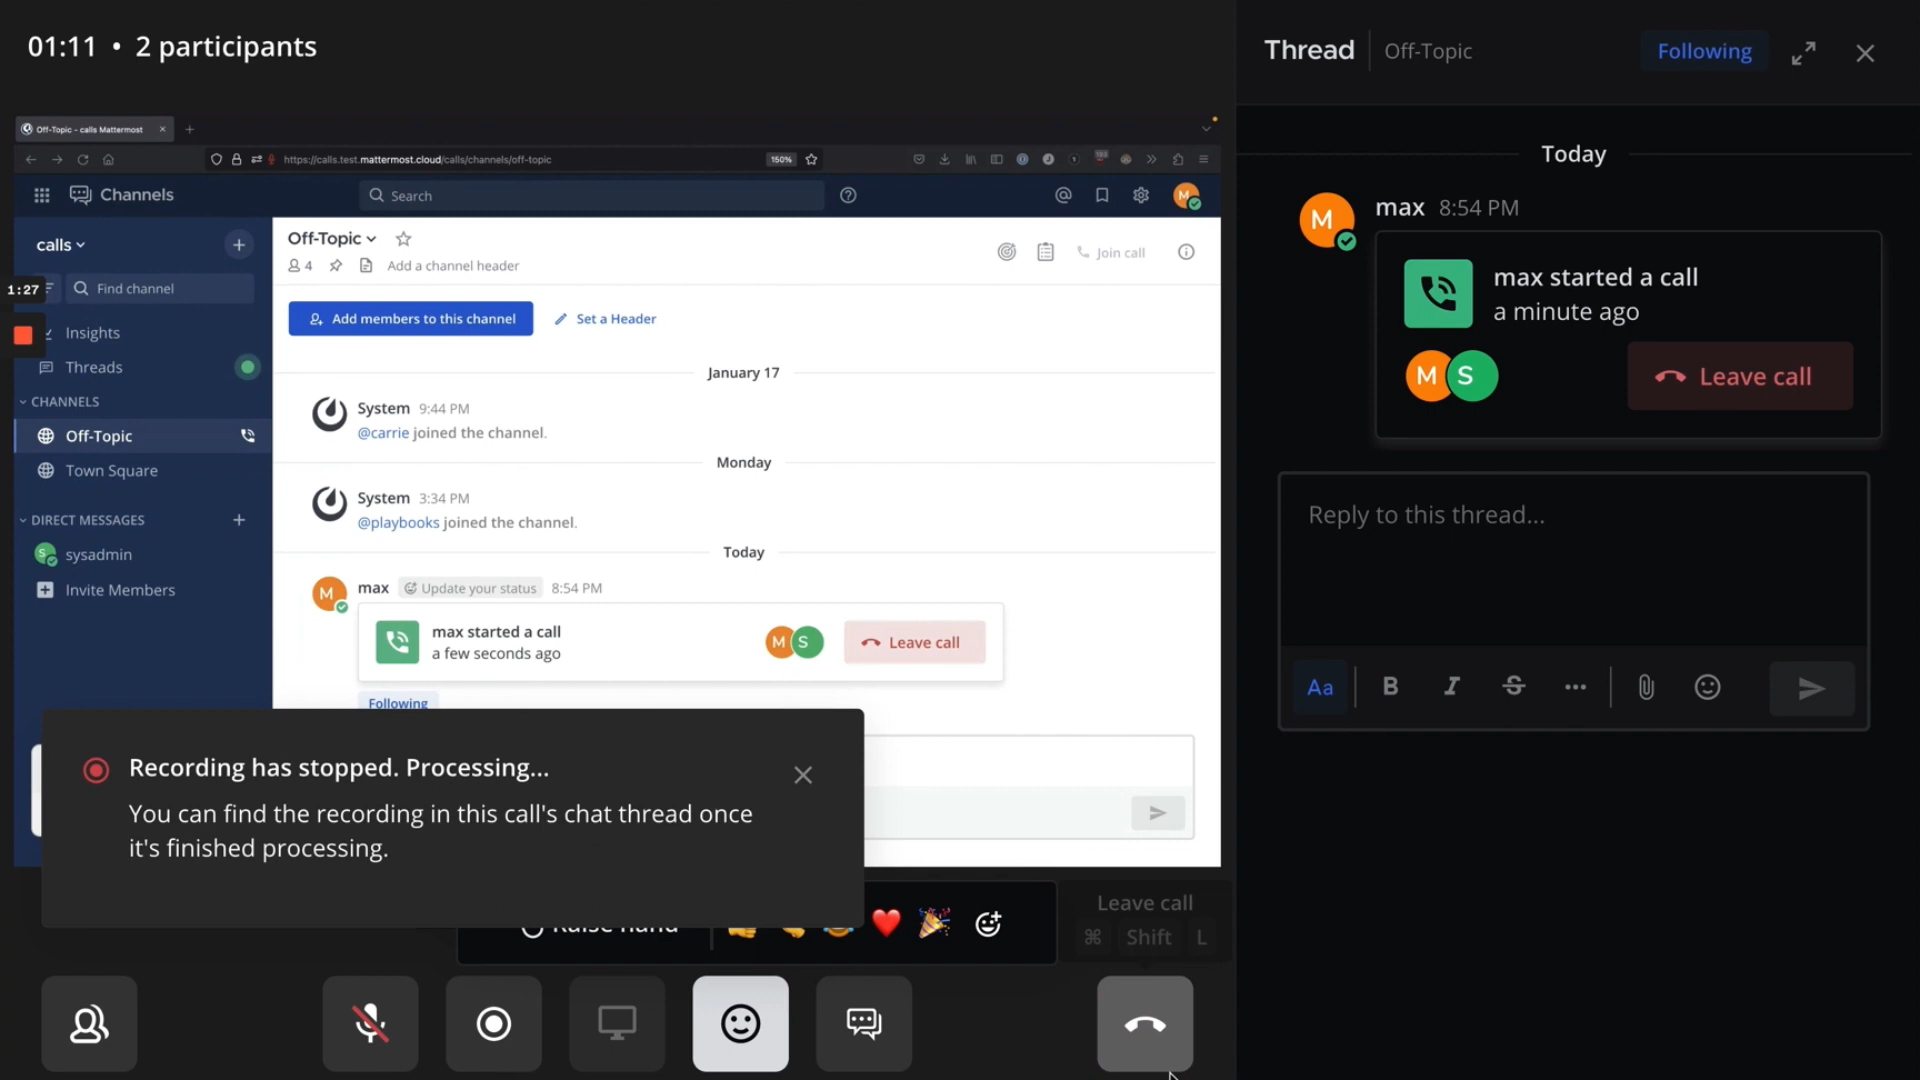 01:11 • 2 participants
Off-Topic - calls Mattermost
https://calls.test.mattermost.cloud/calls/channels/off-topic
150%
Channels
Search
M
calls
1:27
Find channel
Insights
Threads
CHANNELS
Off-Topic
Town Square
DIRECT MESSAGES
S
sysadmin
Invite Members
Off-Topic
4
Add a channel header
Join call
Add members to this channel
Set a Header
January 17
System 9:44 PM
@carrie joined the channel.
Monday
System 3:34 PM
@playbooks joined the channel.
Today
M
max Update your status 8:54 PM
max started a call
a few seconds ago
M S
Leave call
Following
Recording has stopped. Processing...
You can find the recording in this call's chat thread once
it's finished processing.
Raise hand
Leave call
⌘ Shift L
Thread Off-Topic
Following
Today
M
max 8:54 PM
max started a call
a minute ago
M S
Leave call
Reply to this thread...
Aa B I S